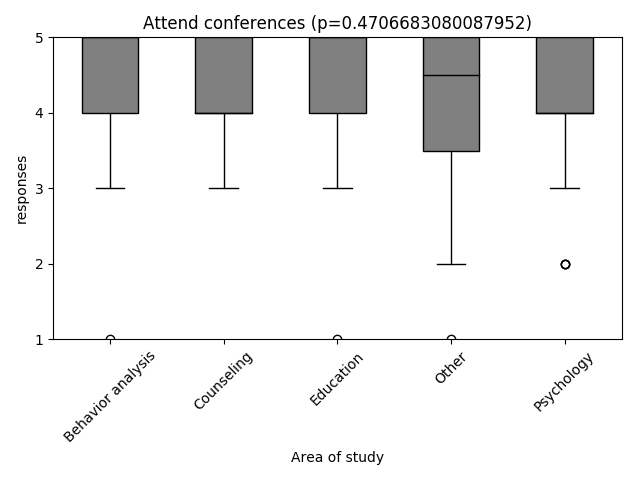 Attend conferences (p=0.4706683080087952)
5
4
3
2
1
responses
Behavior analysis
Counseling
Education
Other
Psychology
Area of study